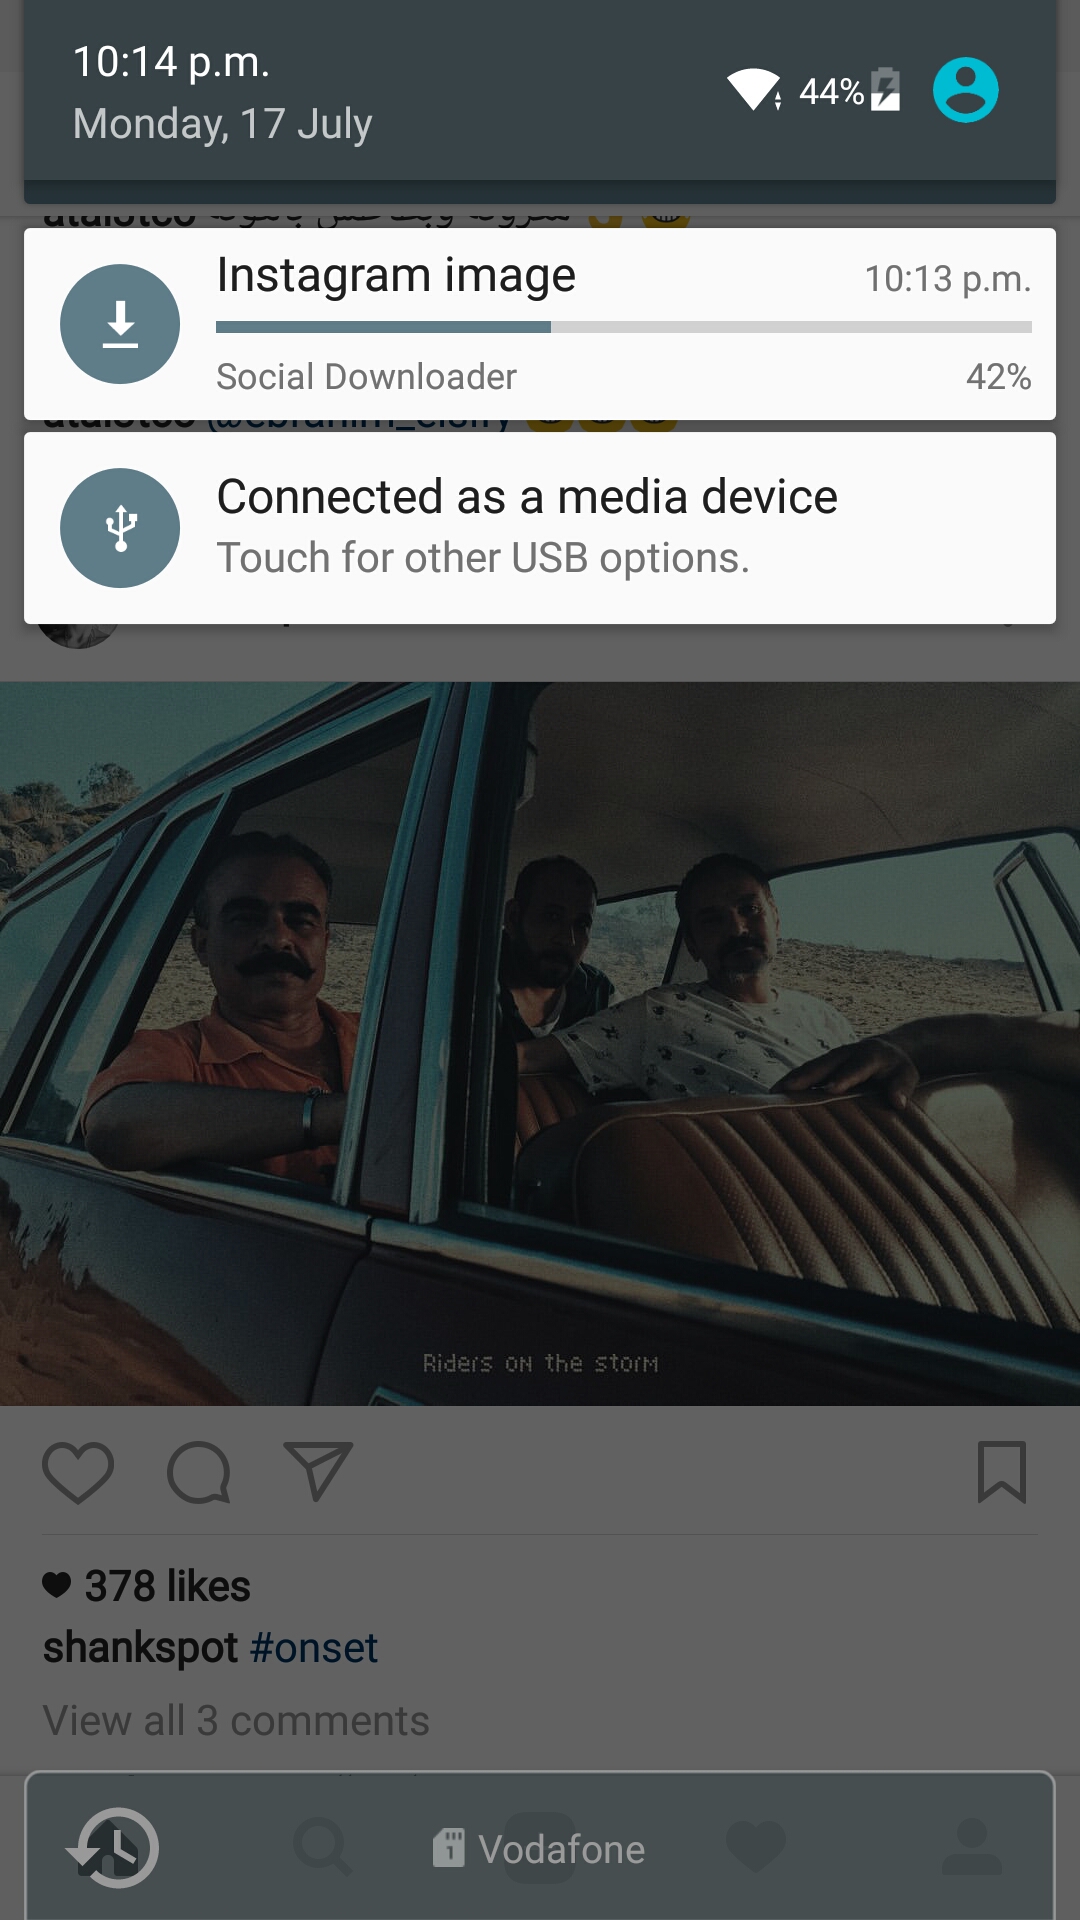 10:14 p.m.
44%
Monday, 17 July
Instagram image
10:13 p.m.
Social Downloader
42%
Connected as a media device
Touch for other USB options.
Riders on the storm
378 likes
shankspot #onset
View all 3 comments
1 Vodafone